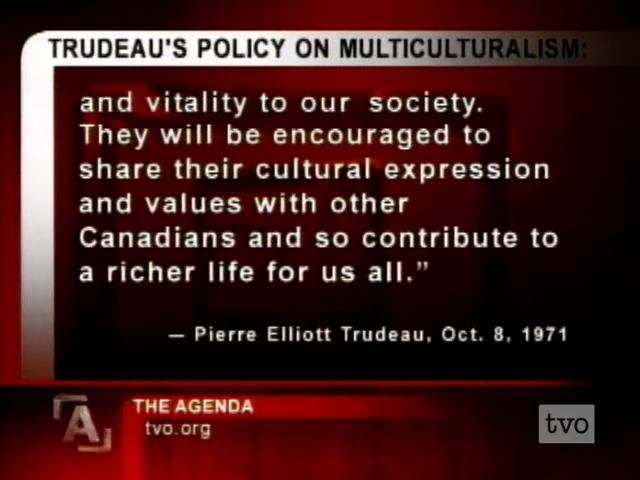 TRUDEAU'S POLICY ON MULTICULTURALISM:
and vitality to our society.
They will be encouraged to
share their cultural expression
and values with other
Canadians and so contribute to
a richer life for us all.”
— Pierre Elliott Trudeau, Oct. 8, 1971
A
THE AGENDA
tvo.org
tvo